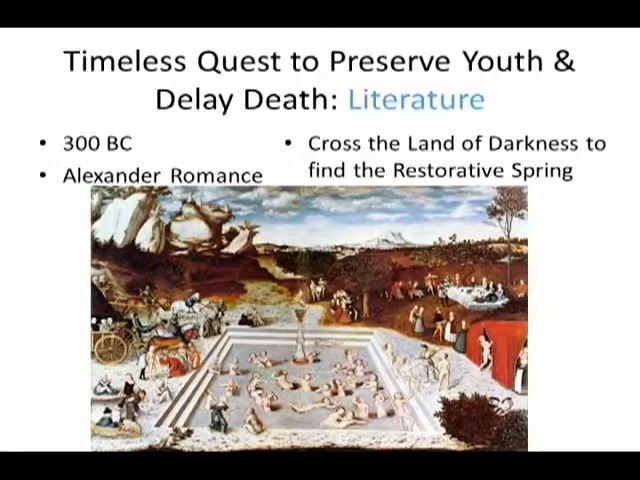 Timeless Quest to Preserve Youth &
Delay Death: Literature
• 300 BC
• Alexander Romance
• Cross the Land of Darkness to
find the Restorative Spring